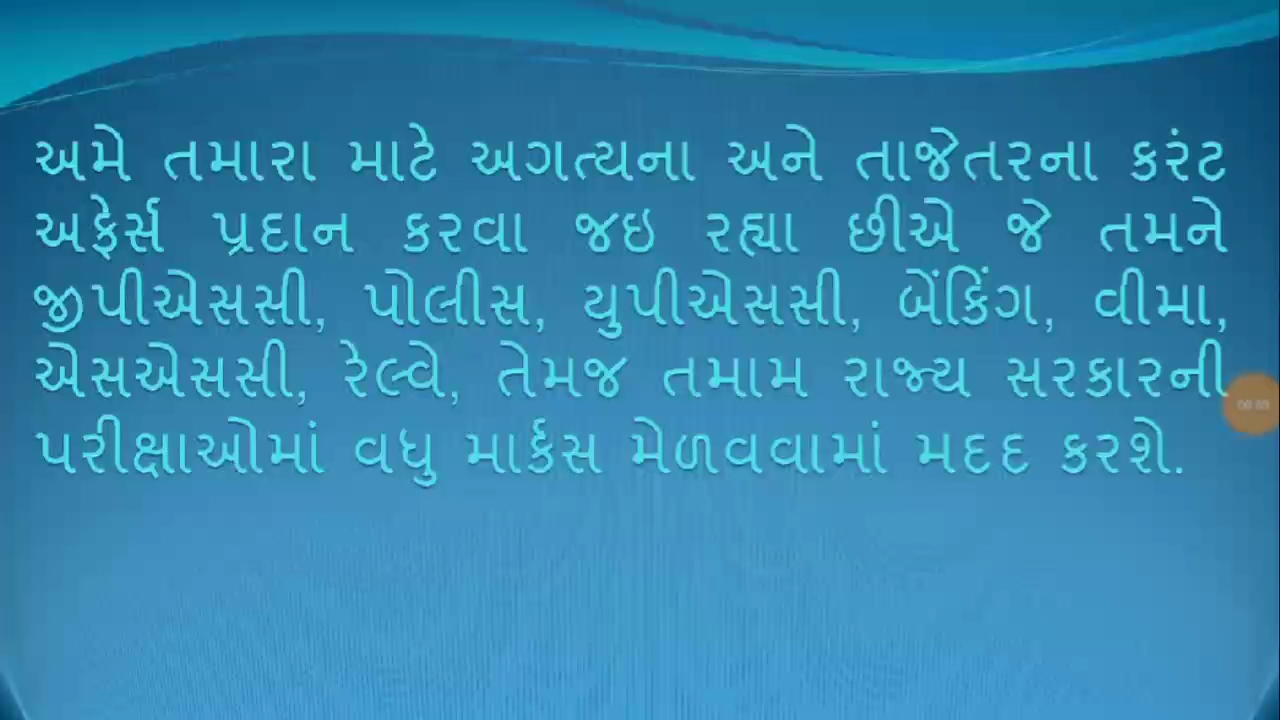 અમે તમારા માટે અગત્યના અને તાજેતરના કરંટ
અફેર્સ પ્રદાન કરવા જઇ રહ્યા છીએ જે તમને
જીપીએસસી, પોલીસ, યુપીએસસી, બેંકિંગ, વીમા,
એસએસસી, રેલ્વે, તેમજ તમામ રાજ્ય સરકારની
પરીક્ષાઓમાં વધુ માર્કસ મેળવવામાં મદદ કરશે.